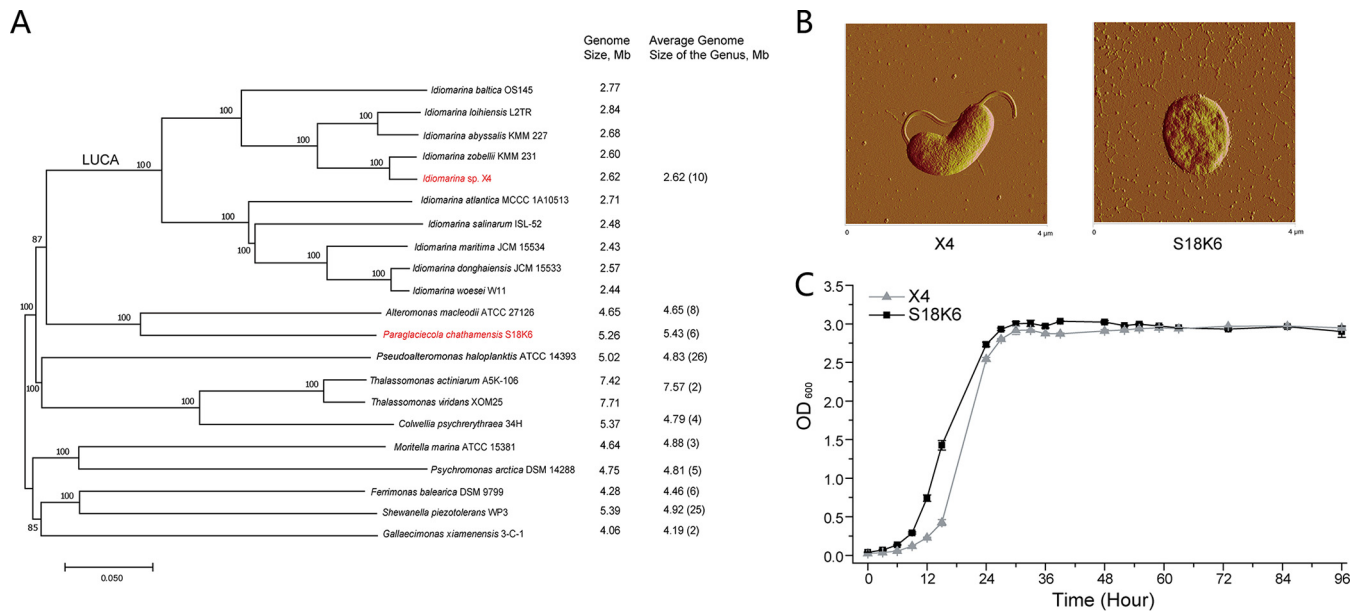 A
Genome
Size, Mb
Average Genome
Size of the Genus, Mb
Idiomarina baltica OS145 2.77
100
Idiomarina loihiensis L2TR 2.84
100
Idiomarina abyssalis KMM 227 2.68
100
Idiomarina zobellii KMM 231 2.60
100
LUCA
100
Idiomarina sp. X4 2.62 2.62 (10)
Idiomarina atlantica MCCC 1A10513 2.71
100
Idiomarina salinarum ISL-52 2.48
87
Idiomarina maritima JCM 15534 2.43
100
100
Idiomarina donghaiensis JCM 15533 2.57
100
Idiomarina woesei W11 2.44
100
Alteromonas macleodii ATCC 27126 4.65 4.65 (8)
100
Paraglaciecola chathamensis S18K6 5.26 5.43 (6)
Pseudoalteromonas haloplanktis ATCC 14393 5.02 4.83 (26)
100
Thalassomonas actiniarum A5K-106 7.42
100
7.57 (2)
100
Thalassomonas viridans XOM25 7.71
Colwellia psychrerythraea 34H 5.37 4.79 (4)
Moritella marina ATCC 15381 4.64 4.88 (3)
100
Psychromonas arctica DSM 14288 4.75 4.81 (5)
Ferrimonas balearica DSM 9799 4.28 4.46 (6)
100
Shewanella piezotolerans WP3 5.39 4.92 (25)
85
Gallaecimonas xiamenensis 3-C-1 4.06 4.19 (2)
0.050
B
0 4 µm
X4
0 4 µm
S18K6
C
X4
S18K6
3.5
3.0
2.5
2.0
1.5
1.0
0.5
0.0
OD600
0 12 24 36 48 60 72 84 96
Time (Hour)